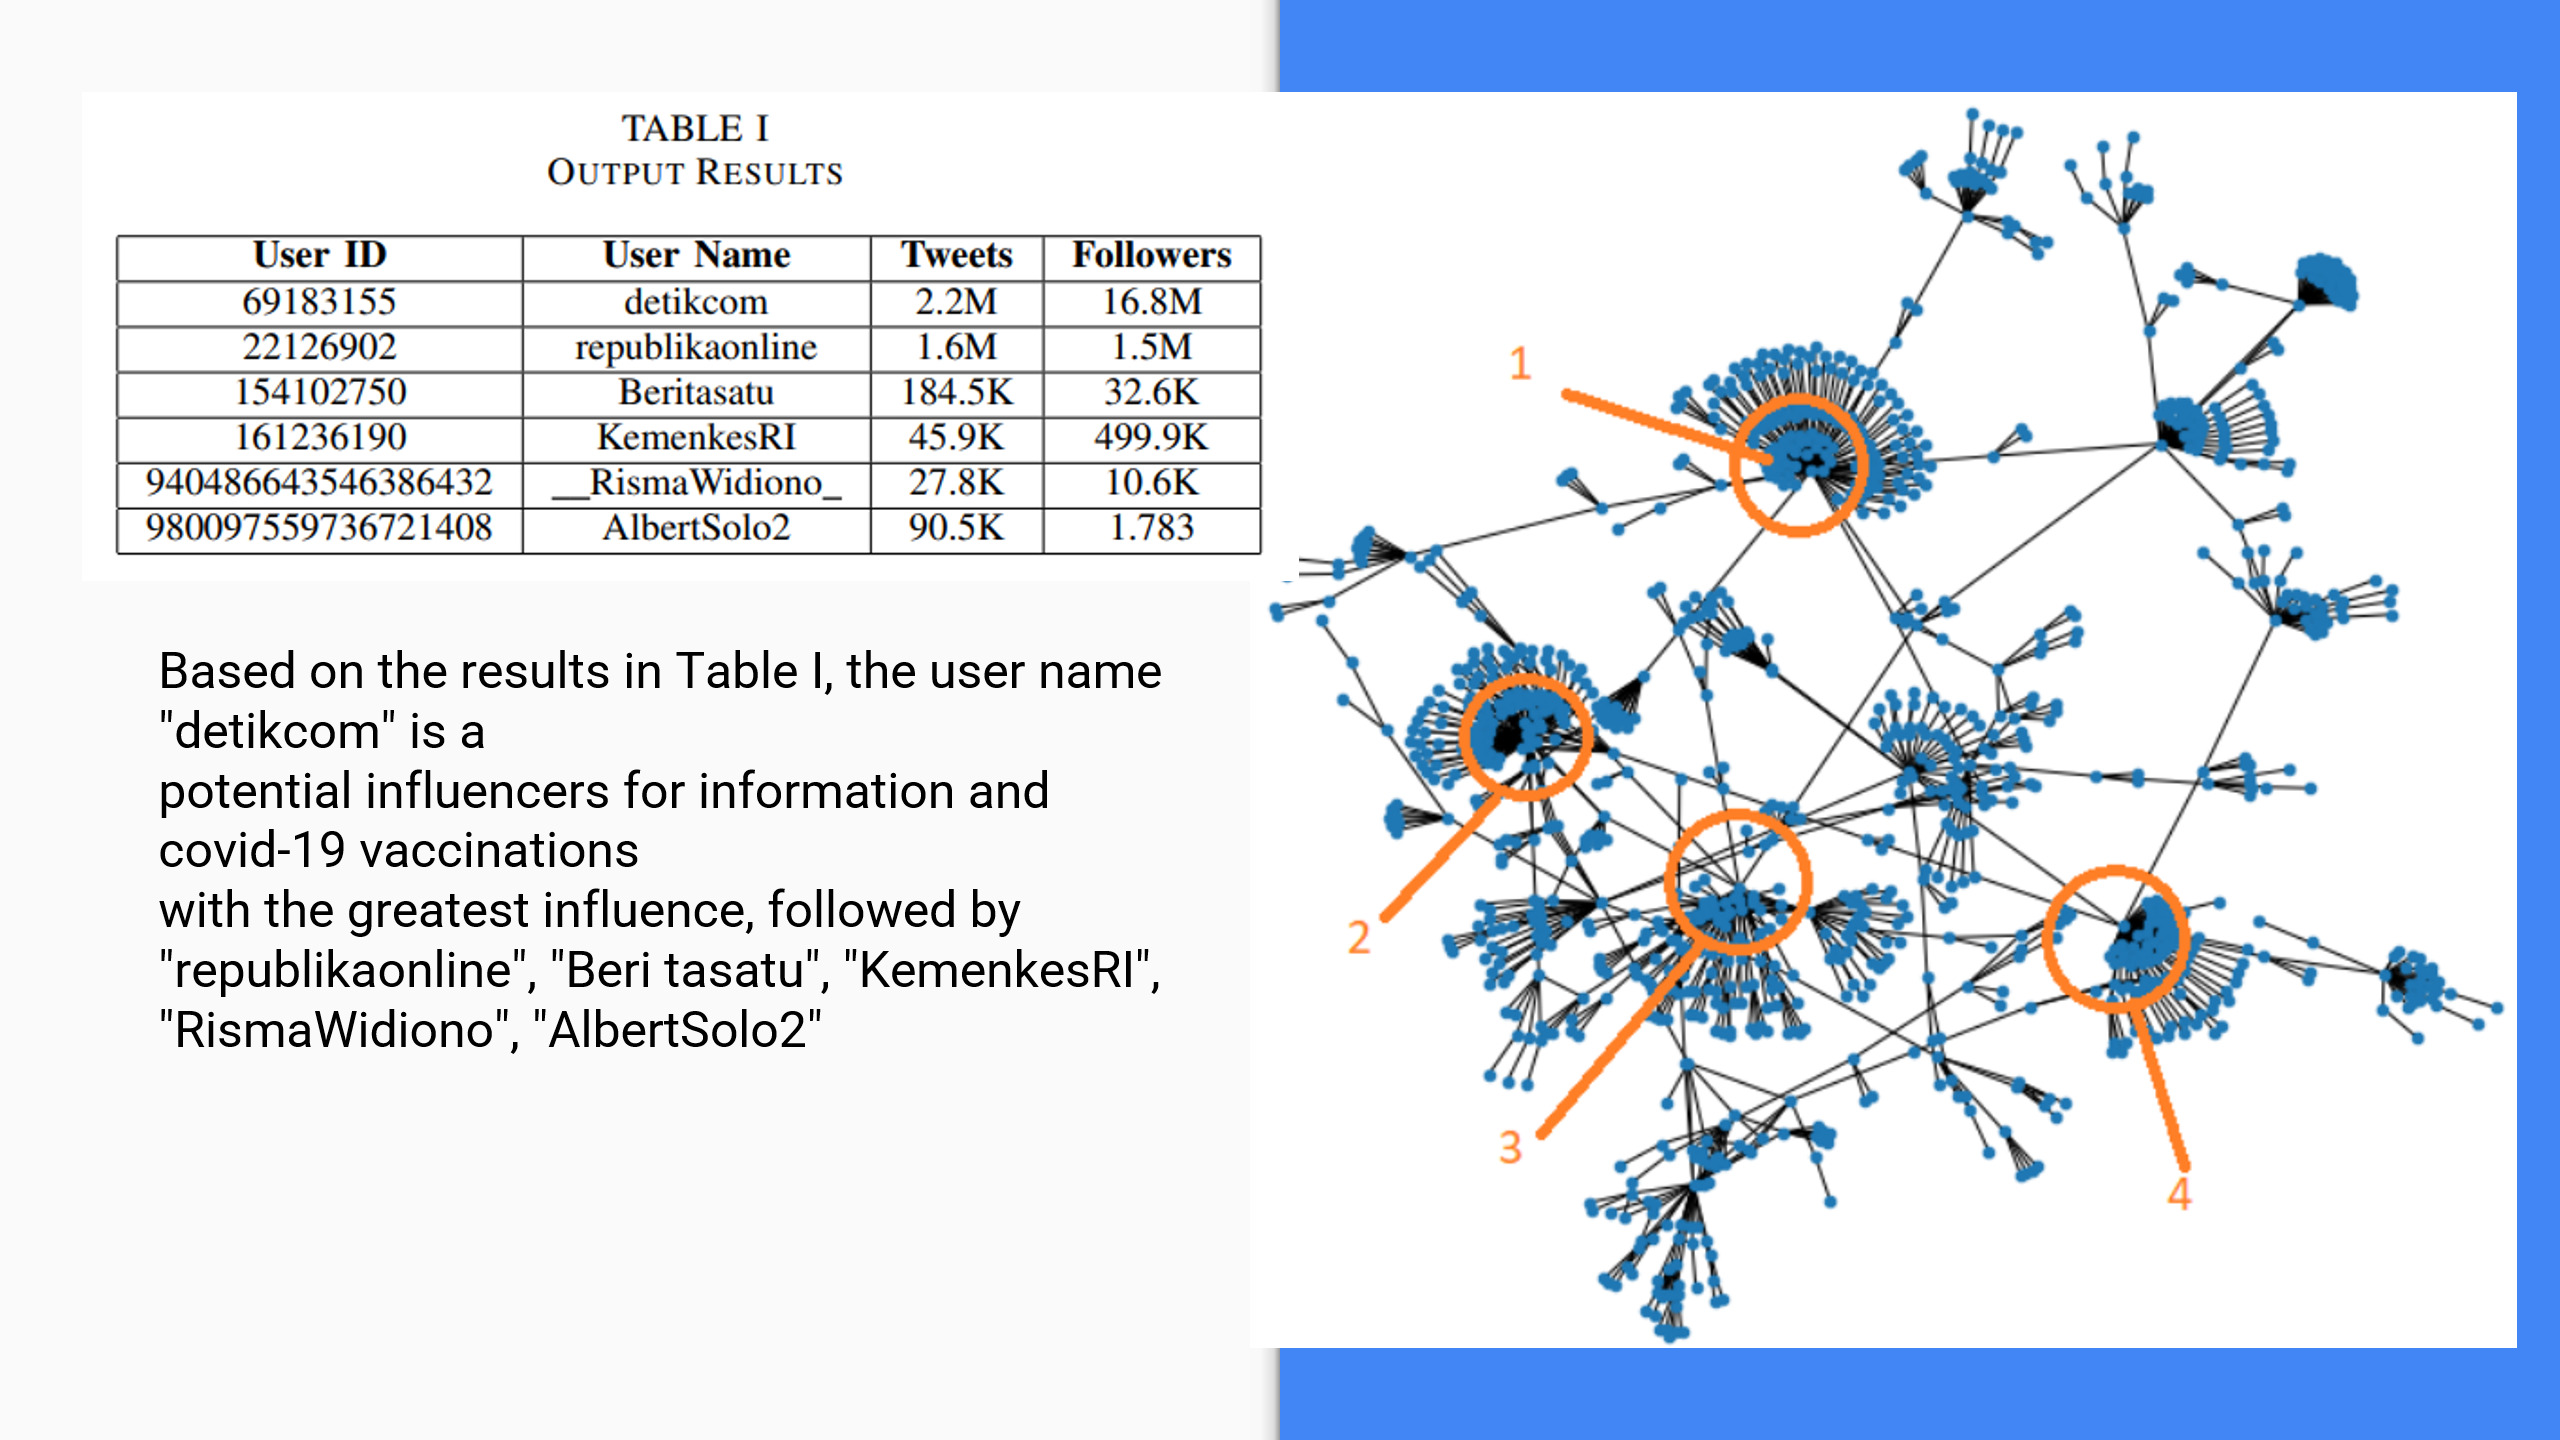 TABLE I
OUTPUT RESULTS
User ID User Name Tweets Followers
69183155 detikcom 2.2M 16.8M
22126902 republikaonline 1.6M 1.5M
154102750 Beritasatu 184.5K 32.6K
161236190 KemenkesRI 45.9K 499.9K
940486643546386432 __RismaWidiono_ 27.8K 10.6K
980097559736721408 AlbertSolo2 90.5K 1.783
Based on the results in Table I, the user name
"detikcom" is a
potential influencers for information and
covid-19 vaccinations
with the greatest influence, followed by
"republikaonline", "Beri tasatu", "KemenkesRI",
"RismaWidiono", "AlbertSolo2"
1
2
3
4